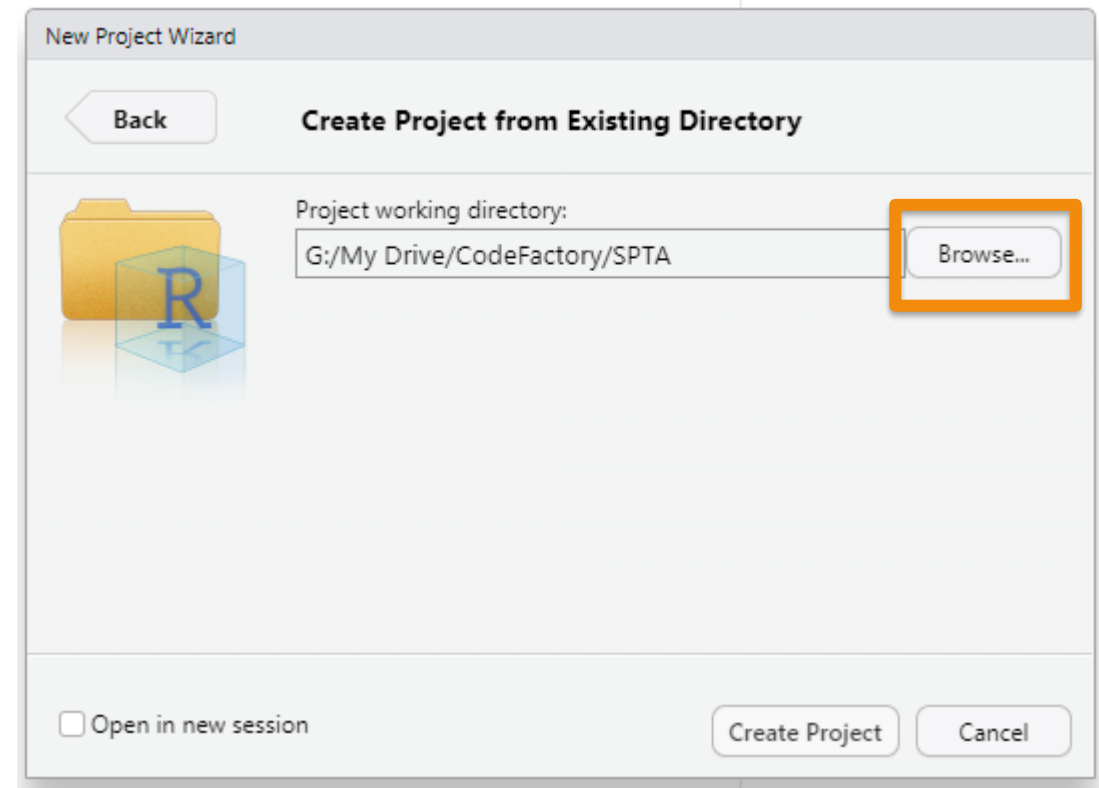 New Project Wizard
Back
Create Project from Existing Directory
Project working directory:
G:/My Drive/CodeFactory/SPTA
Browse...
R
Open in new session
Create Project
Cancel